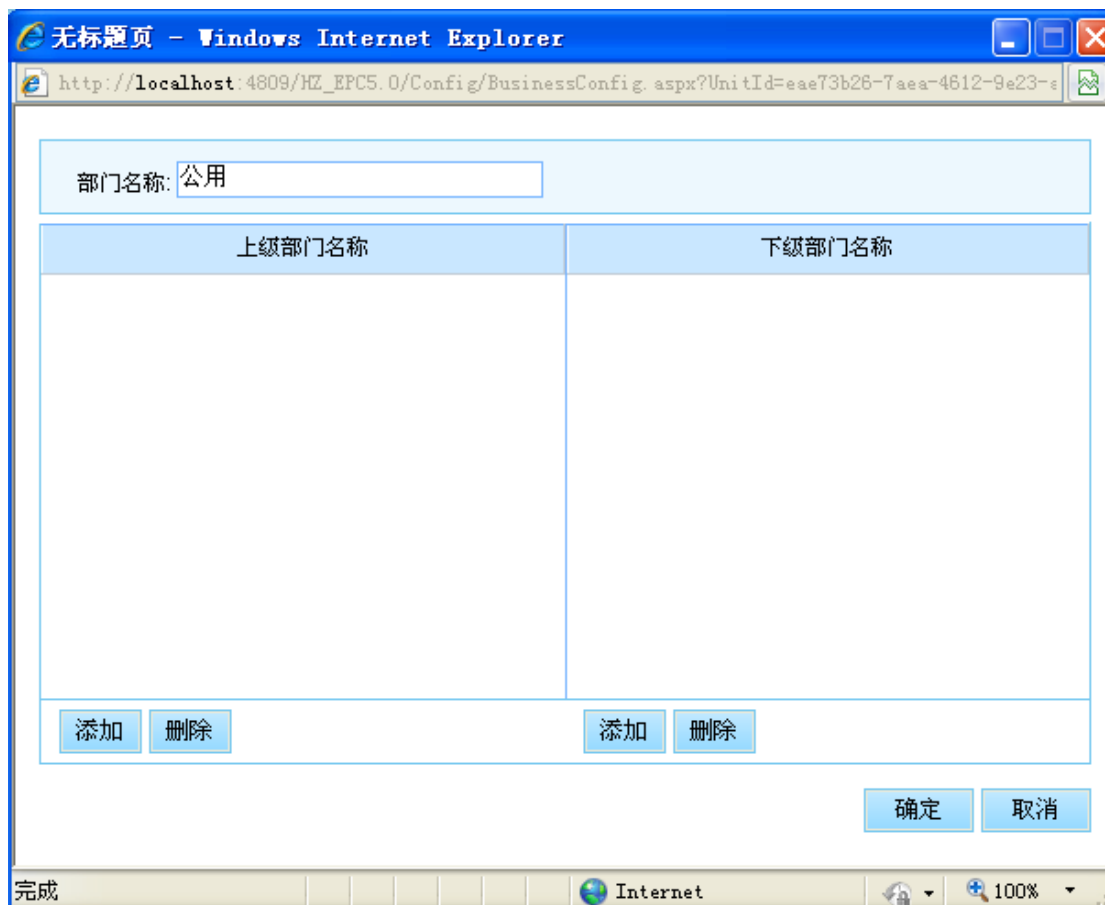 无标题页 - Windows Internet Explorer
http://localhost:4809/HZ_EPC5.0/Config/BusinessConfig.aspx?UnitId=eae73b26-7aea-4612-9e23-
部门名称: 公用
上级部门名称 下级部门名称
添加 删除 添加 删除
确定 取消
完成 Internet 100%